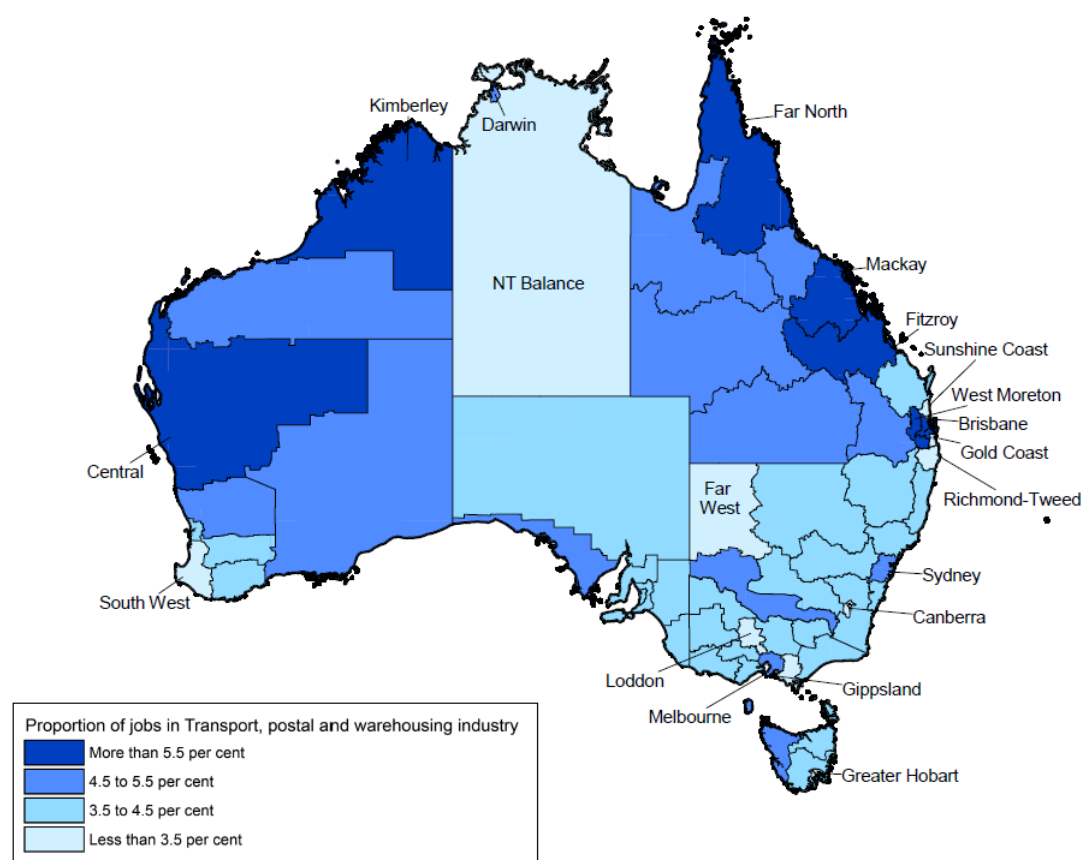 Kimberley
Darwin
Far North
NT Balance
Mackay
Fitzroy
Sunshine Coast
West Moreton
Brisbane
Gold Coast
Central
Far
West
Richmond-Tweed
Sydney
South West
Canberra
Loddon
Gippsland
Melbourne
Greater Hobart
Proportion of jobs in Transport, postal and warehousing industry
More than 5.5 per cent
4.5 to 5.5 per cent
3.5 to 4.5 per cent
Less than 3.5 per cent